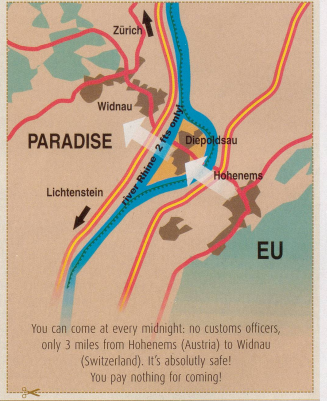 Zürich
Widnau
river Rhine 2 fts only!
PARADISE
Diepoldsau
Hohenems
Lichtenstein
EU
You can come at every midnight: no customs officers,
only 3 miles from Hohenems (Austria) to Widnau
(Switzerland). It's absolutly safe!
You pay nothing for coming!